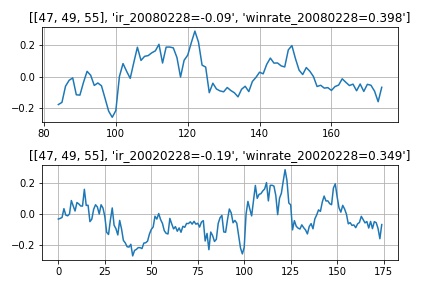 [[47, 49, 55], 'ir_20080228=-0.09', 'winrate_20080228=0.398']
0.2
0.0
−0.2
80 100 120 140 160
[[47, 49, 55], 'ir_20020228=-0.19', 'winrate_20020228=0.349']
0.2
0.0
−0.2
0 25 50 75 100 125 150 175